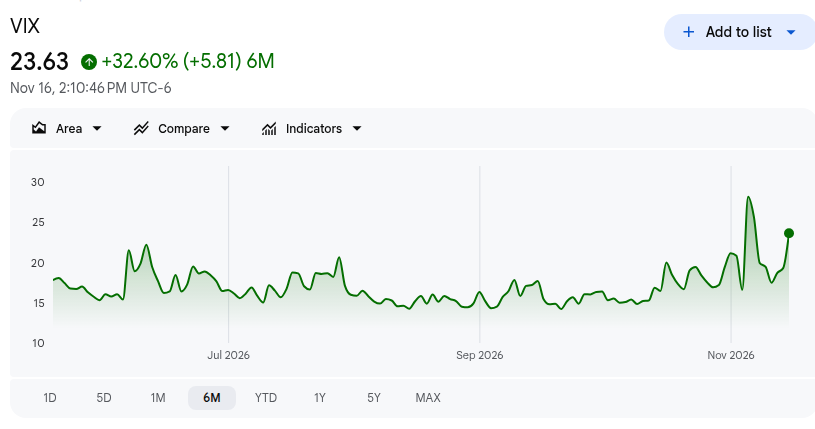 VIX
Add to list
23.63 +32.60% (+5.81) 6M
Nov 16, 2:10:46 PM UTC-6
Area Compare Indicators
30
25
20
15
10
Jul 2026 Sep 2026 Nov 2026
1D 5D 1M 6M YTD 1Y 5Y MAX